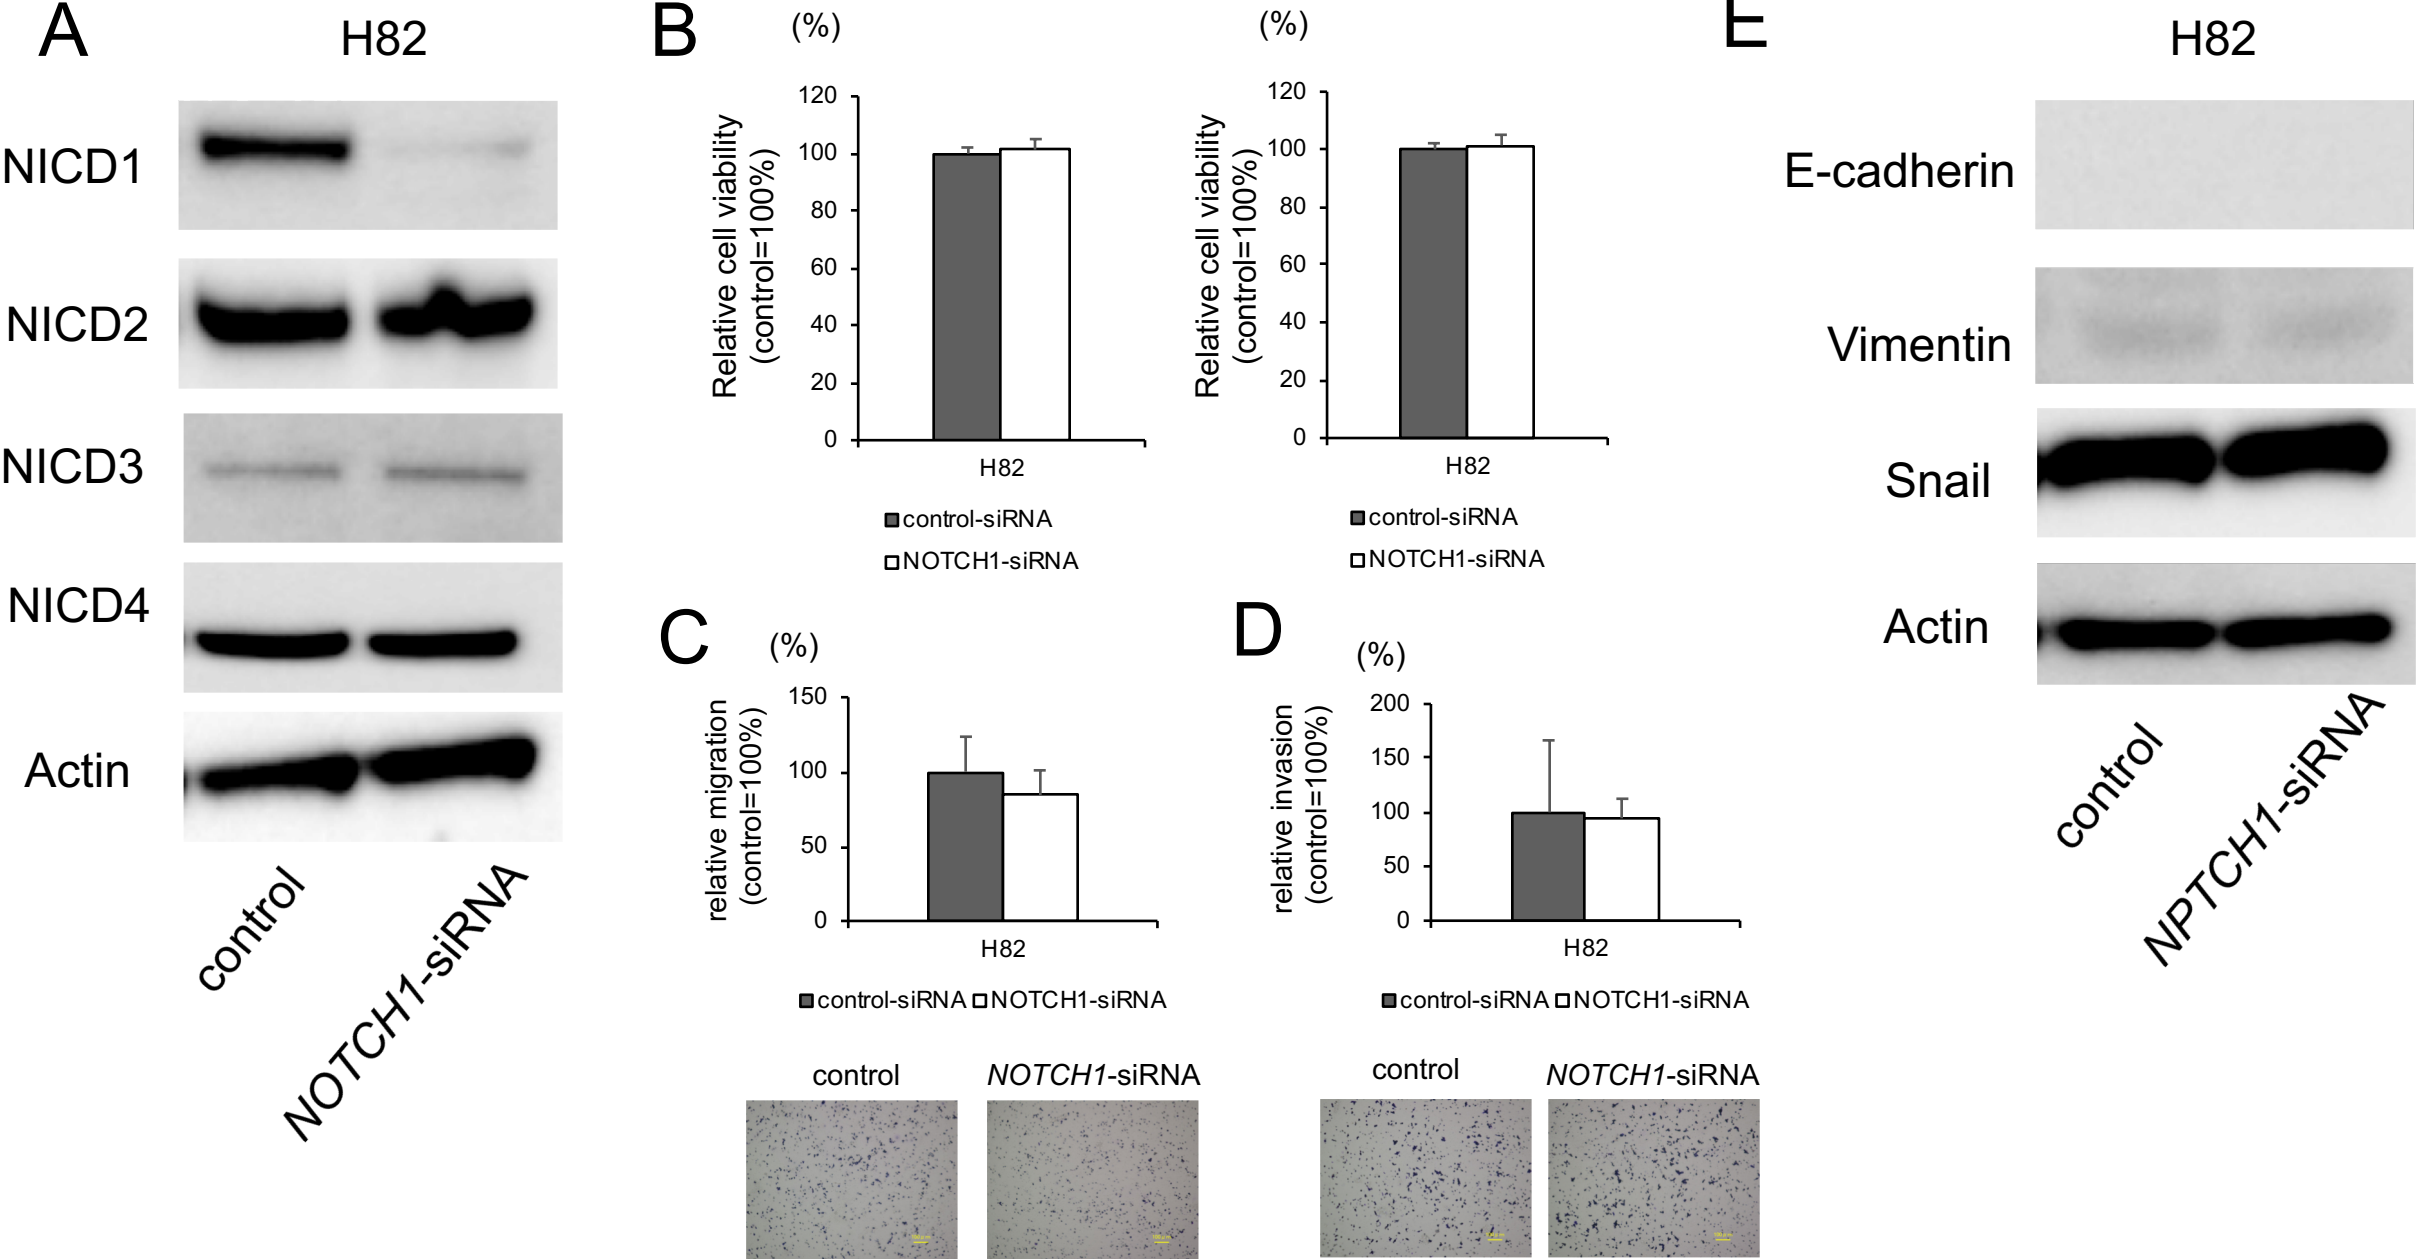 A
H82
NICD1
NICD2
NICD3
NICD4
Actin
control
NOTCH1-siRNA
B
(%)
Relative cell viability
(control=100%)
120
100
80
60
40
20
0
H82
control-siRNA
NOTCH1-siRNA
(%)
Relative cell viability
(control=100%)
120
100
80
60
40
20
0
H82
control-siRNA
NOTCH1-siRNA
C
(%)
relative migration
(control=100%)
150
100
50
0
H82
control-siRNA NOTCH1-siRNA
control NOTCH1-siRNA
D
(%)
relative invasion
(control=100%)
200
150
100
50
0
H82
control-siRNA NOTCH1-siRNA
control NOTCH1-siRNA
E
H82
E-cadherin
Vimentin
Snail
Actin
control
NPTCH1-siRNA